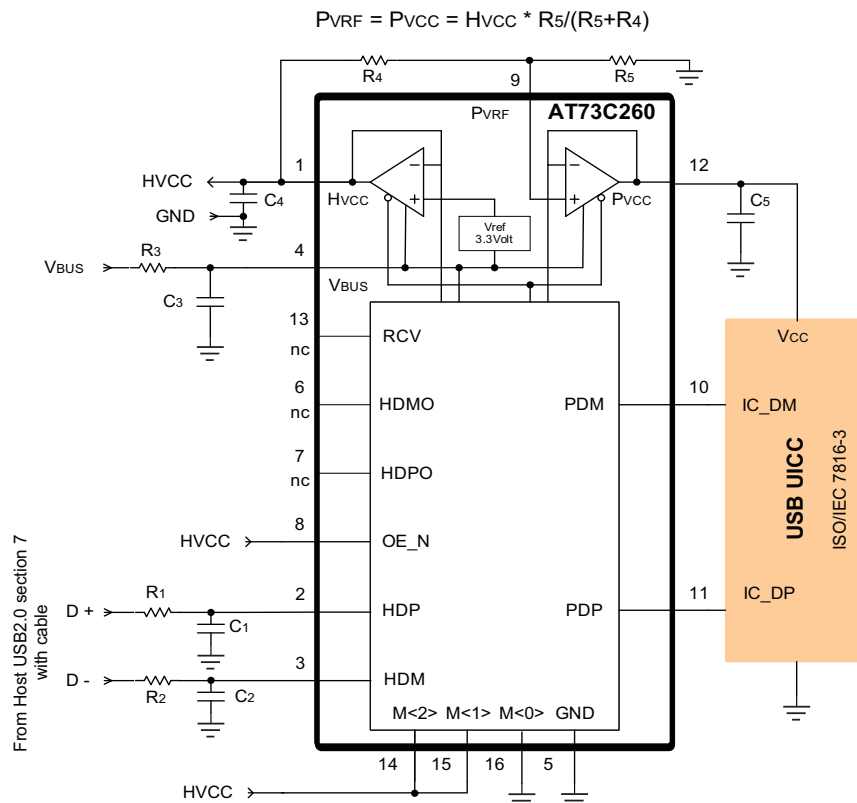 PVRF = PVCC = HVCC * R5/(R5+R4)
R4
R5
9
PVRF
AT73C260
1
12
HVCC
C4
HVCC
PVCC
C5
GND
Vref
3.3Volt
R3
4
VBUS
VBUS
C3
13
nc
RCV
VCC
6
nc
HDMO
PDM
10
IC_DM
7
nc
HDPO
USB UICC
ISO/IEC 7816-3
8
HVCC
OE_N
From Host USB2.0 section 7
with cable
D +
R1
2
HDP
PDP
11
IC_DP
C1
D -
R2
3
HDM
C2
M<2> M<1> M<0> GND
14 15 16 5
HVCC